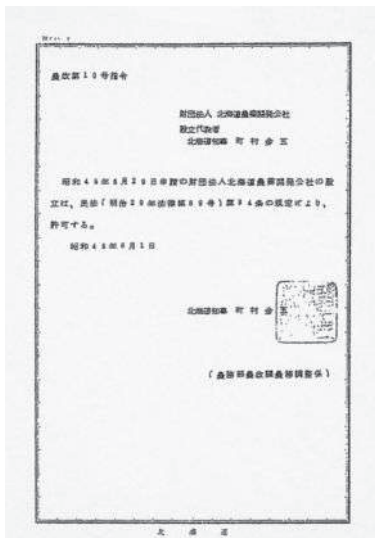 農政第10号指令
財団法人 北海道農業開発公社
設立代表者
北海道知事 町村金五
昭和45年5月29日申請の財団法人北海道農業開発公社の設
立は、民法(明治29年法律第89号)第34条の規定により、
許可する。
昭和45年6月1日
北海道知事 町村金五
(農務部農政課農務調整係)
北海道